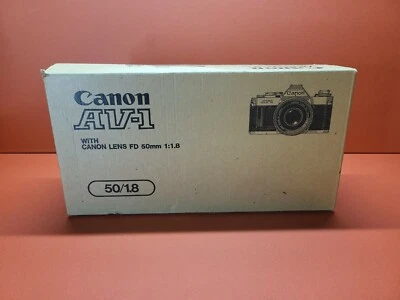 Canon
AV-1
WITH
CANON LENS FD 50mm 1:1.8
50/1.8